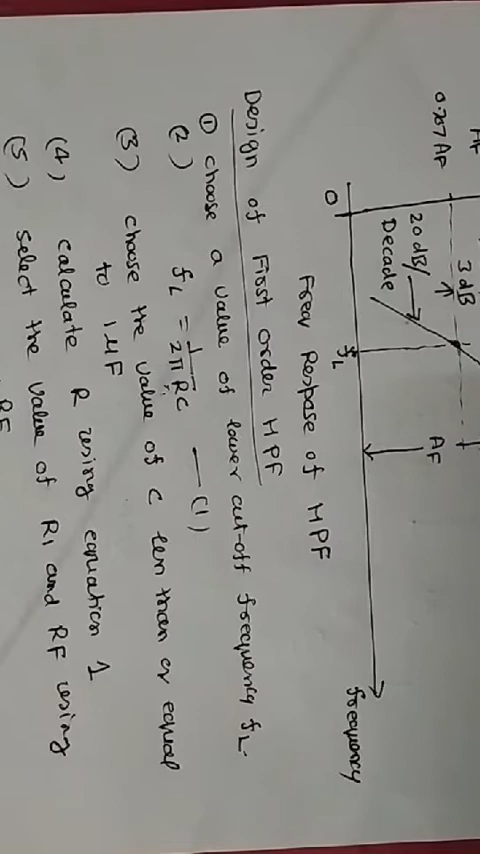 AF
0.707 AF
3 dB
20 dB/
Decade
AF
0
fL
frequency
Freq Respose of HPF
Design of First order HPF
① choose a value of lower cut-off frequency fL.
(2) fL = 1/2πRC — (1)
(3) choose the value of C less than or equal
to 1μF
(4) calculate R using equation 1
(5) select the value of R1 and RF using
RF